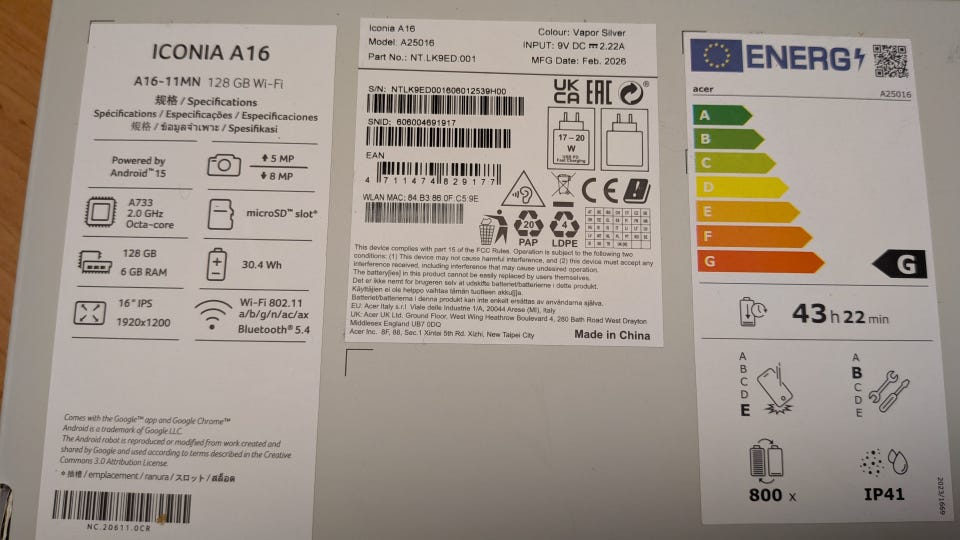 ICONIA A16
A16-11MN 128 GB Wi-Fi
规格 / Specifications
Spécifications / Especificações / Especificaciones
規格 / ข้อมูลจำเพาะ / Spesifikasi
Powered by
Android™ 15
5 MP
8 MP
A733
2.0 GHz
Octa-core
microSD™ slot*
128 GB
6 GB RAM
30.4 Wh
16" IPS
1920x1200
Wi-Fi 802.11
a/b/g/n/ac/ax
Bluetooth® 5.4
Comes with the Google™ app and Google Chrome™
Android is a trademark of Google LLC.
The Android robot is reproduced or modified from work created and
shared by Google and used according to terms described in the Creative
Commons 3.0 Attribution License.
* 插槽 / emplacement / ranura / スロット / สล็อต
NC.20611.0CR
Iconia A16
Model: A25016
Part No.: NT.LK9ED.001
Colour: Vapor Silver
INPUT: 9V DC 2.22A
MFG Date: Feb. 2026
S/N: NTLK9ED001606012539H00
SNID: 606004691917
EAN
4 711474 829177
WLAN MAC: 84:B3:86:0F:C5:9E
UK
CA
EAC
17 – 20
W
USB PD
Fast Charging
CE
20
PAP
4
LDPE
This device complies with part 15 of the FCC Rules. Operation is subject to the following two
conditions: (1) This device may not cause harmful interference, and (2) this device must accept any
interference received, including interference that may cause undesired operation.
The battery[ies] in this product cannot be easily replaced by users themselves.
Det er ikke nemt for brugeren selv at udskifte batteriet/batterierne i dette produkt.
Käyttäjien ei ole helppo vaihtaa tämän tuotteen akku/jja.
Batteriet/batterierna i denna produkt kan inte enkelt ersättas av användarna själva.
EU: Acer Italy s.r.l. Viale delle Industrie 1/A, 20044 Arese (MI), Italy
UK: Acer UK Ltd. Ground Floor, West Wing Heathrow Boulevard 4, 280 Bath Road West Drayton
Middlesex England UB7 0DQ
Acer Inc. 8F, 88, Sec.1 Xintai 5th Rd. Xizhi, New Taipei City
Made in China
ENERG
acer
A25016
A
B
C
D
E
F
G
G
43 h 22 min
A
B
C
D
E
A
B
C
D
E
800 x
IP41
2023/1669